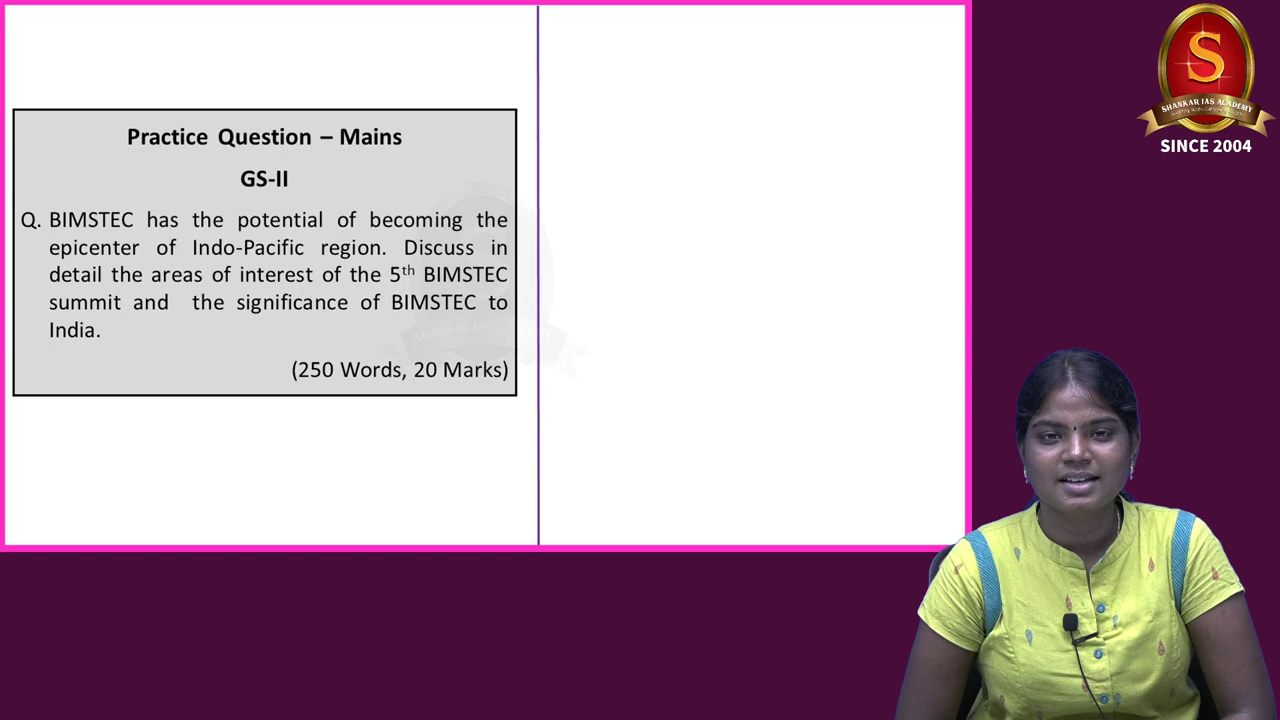 Practice Question – Mains
GS-II
Q. BIMSTEC has the potential of becoming the
epicenter of Indo-Pacific region. Discuss in
detail the areas of interest of the 5th BIMSTEC
summit and the significance of BIMSTEC to
India.
(250 Words, 20 Marks)
S
SHANKAR IAS ACADEMY
SINCE 2004